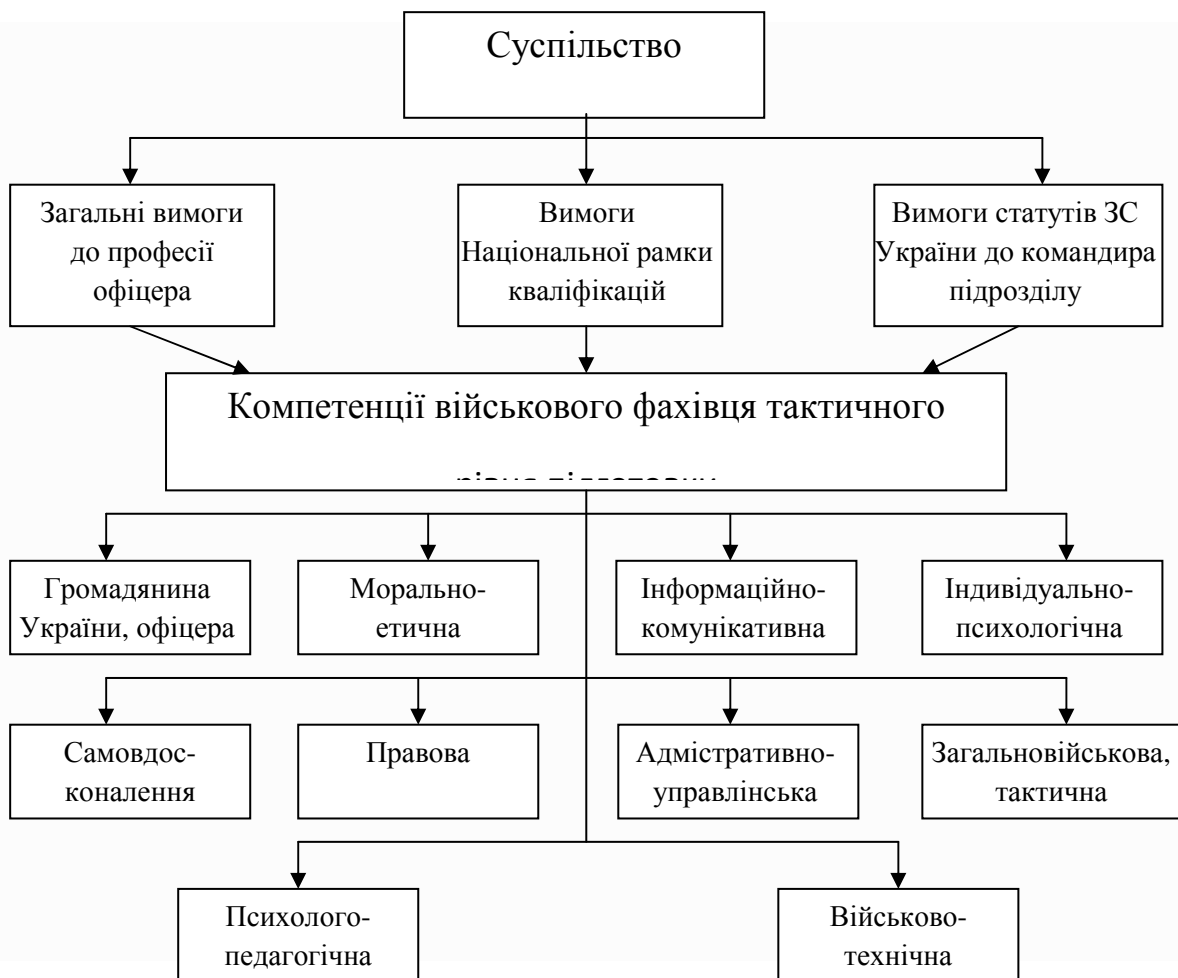 Суспільство
Загальні вимоги
до професії
офіцера
Вимоги
Національної рамки
кваліфікацій
Вимоги статутів ЗС
України до командира
підрозділу
Компетенції військового фахівця тактичного
Громадянина
України, офіцера
Морально-
етична
Інформаційно-
комунікативна
Індивідуально-
психологічна
Самовдос-
коналення
Правова
Адмістративно-
управлінська
Загальновійськова,
тактична
Психолого-
педагогічна
Військово-
технічна